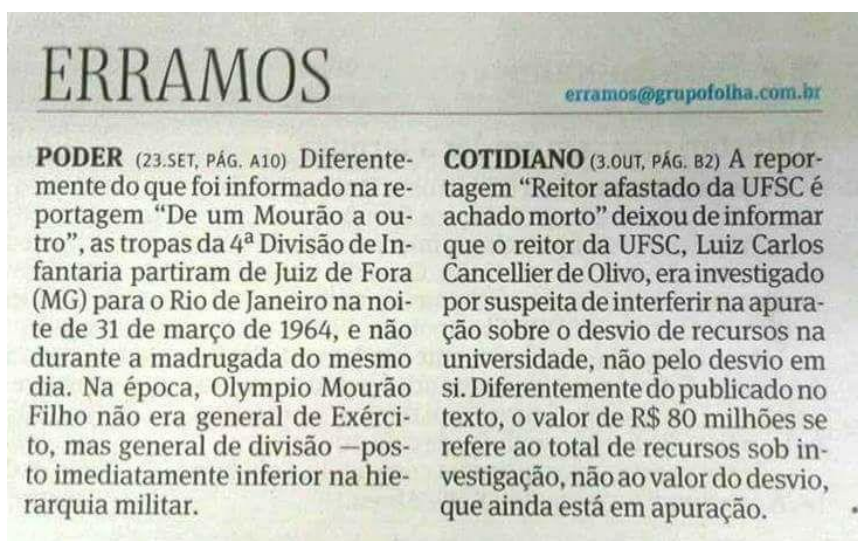 ERRAMOS
erramos@grupofolha.com.br
PODER (23.SET, PÁG. A10) Diferente-
mente do que foi informado na re-
portagem “De um Mourão a ou-
tro”, as tropas da 4ª Divisão de In-
fantaria partiram de Juiz de Fora
(MG) para o Rio de Janeiro na noi-
te de 31 de março de 1964, e não
durante a madrugada do mesmo
dia. Na época, Olympio Mourão
Filho não era general de Exérci-
to, mas general de divisão —pos-
to imediatamente inferior na hie-
rarquia militar.
COTIDIANO (3.OUT, PÁG. B2) A repor-
tagem “Reitor afastado da UFSC é
achado morto” deixou de informar
que o reitor da UFSC, Luiz Carlos
Cancellier de Olivo, era investigado
por suspeita de interferir na apura-
ção sobre o desvio de recursos na
universidade, não pelo desvio em
si. Diferentemente do publicado no
texto, o valor de R$ 80 milhões se
refere ao total de recursos sob in-
vestigação, não ao valor do desvio,
que ainda está em apuração.